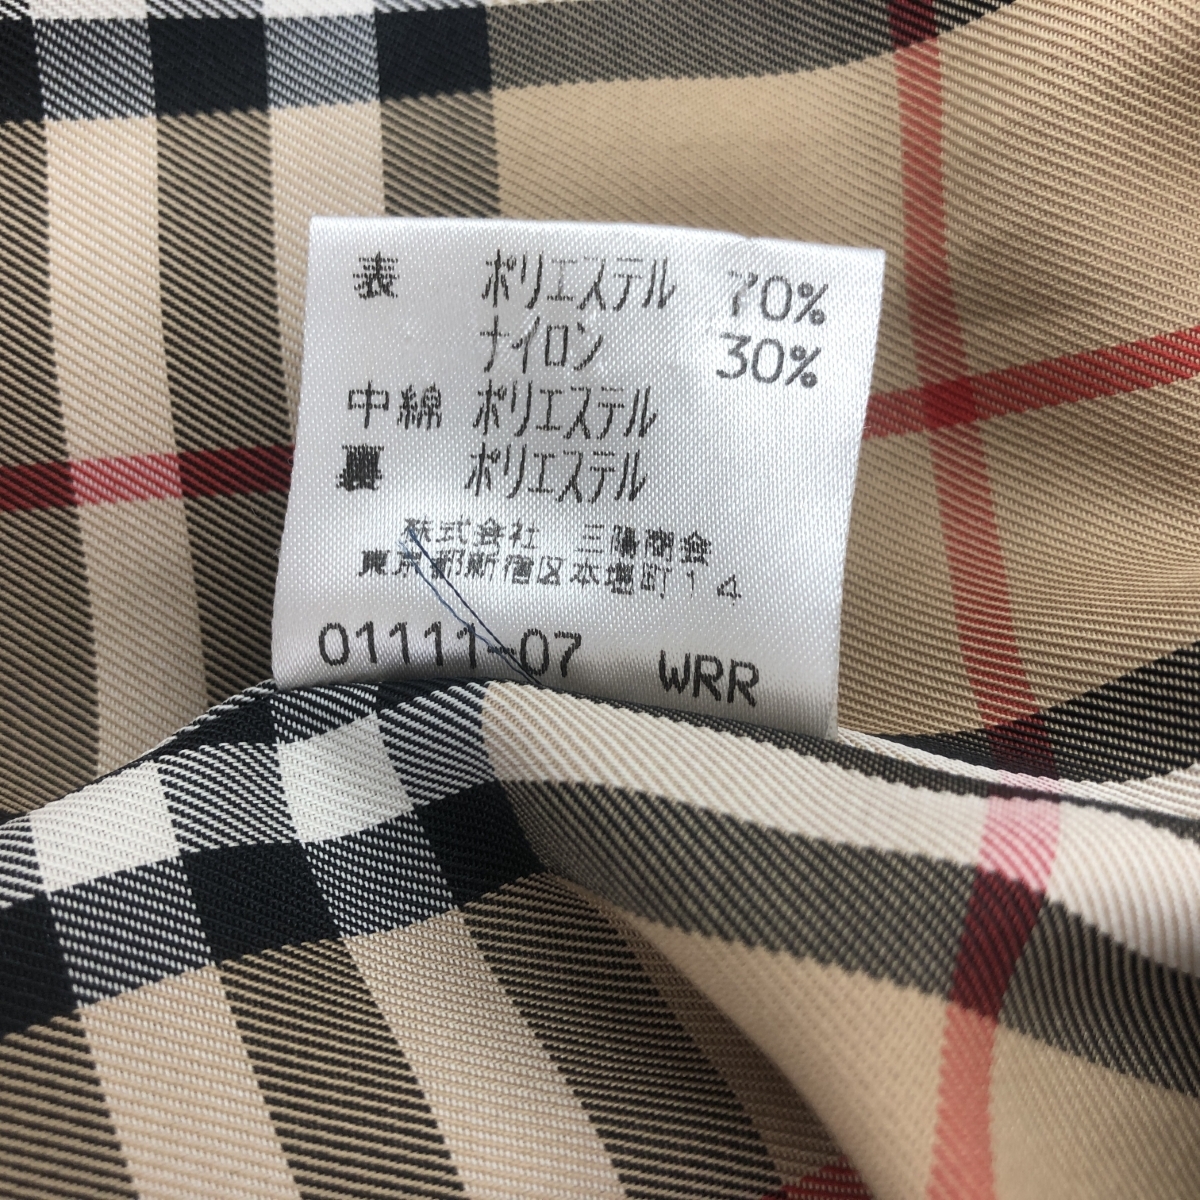 表 ポリエステル 70%
ナイロン 30%
中綿 ポリエステル
裏 ポリエステル
株式会社 三陽商会
東京都新宿区本塩町14
01111-07 WRR